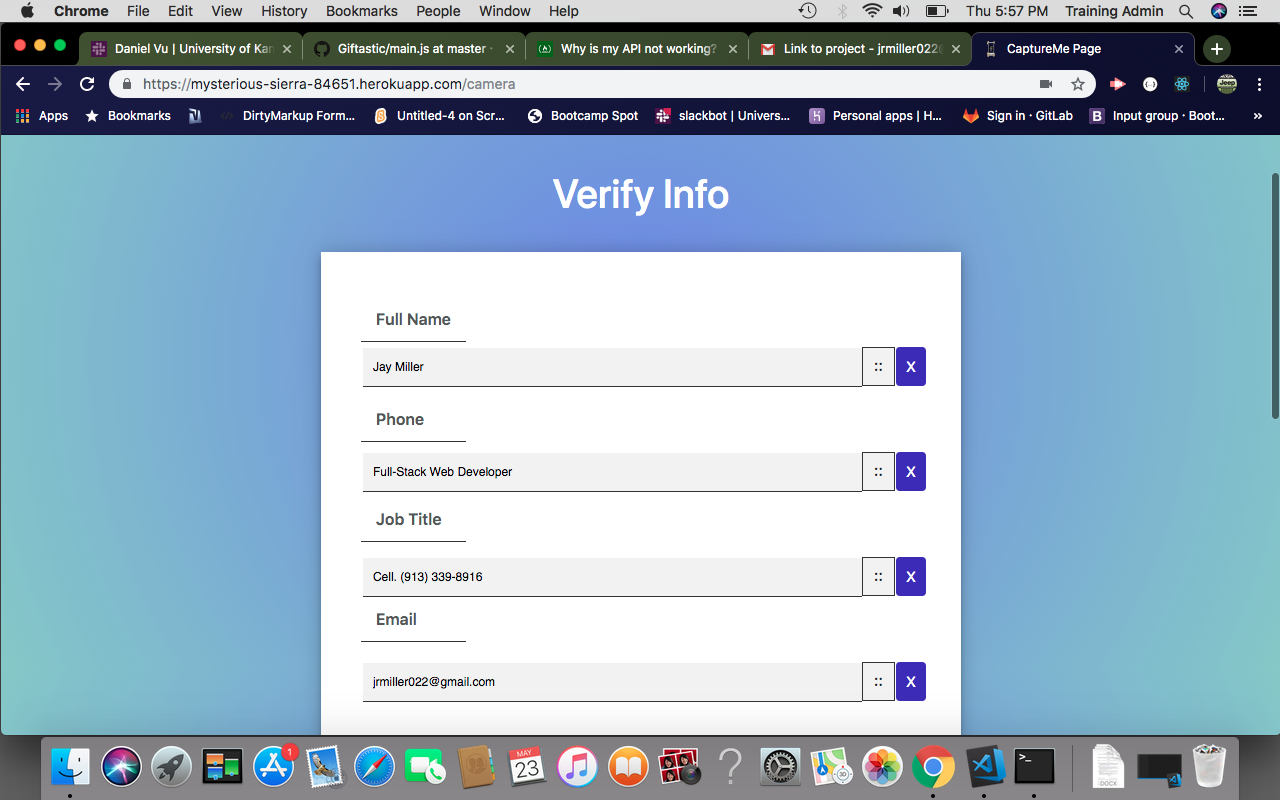 Chrome File Edit View History Bookmarks People Window Help Thu 5:57 PM Training Admin
Daniel Vu | University of Kan
Giftastic/main.js at master ·
Why is my API not working?
Link to project - jrmiller022@
CaptureMe Page
https://mysterious-sierra-84651.herokuapp.com/camera
Apps Bookmarks DirtyMarkup Form... Untitled-4 on Scr... Bootcamp Spot slackbot | Univers... Personal apps | H... Sign in · GitLab Input group · Boot... »
Verify Info
Full Name
Jay Miller :: X
Phone
Full-Stack Web Developer :: X
Job Title
Cell. (913) 339-8916 :: X
Email
jrmiller022@gmail.com :: X
1
MAY
23
DOCX